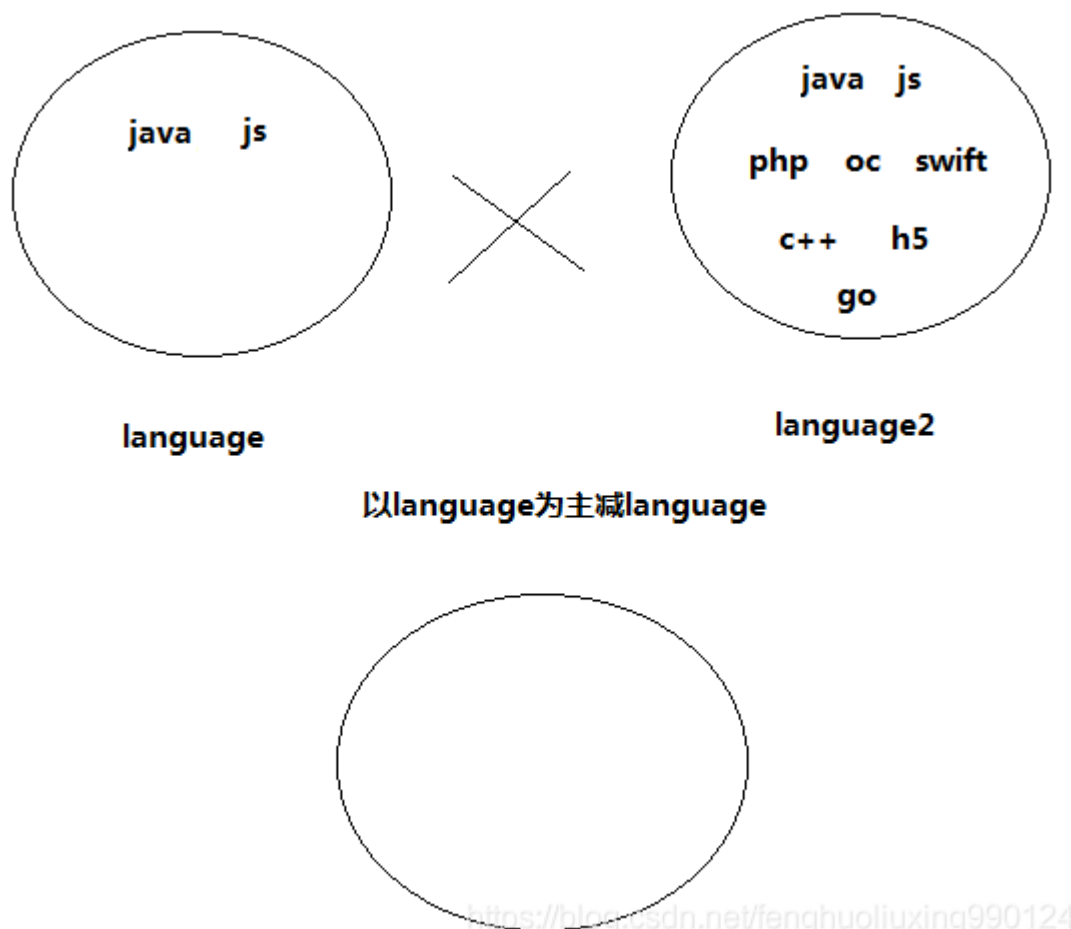 java js
java js
php oc swift
c++ h5
go
language
language2
以language为主减language
https://blog.csdn.net/fenghuoliuxing990124